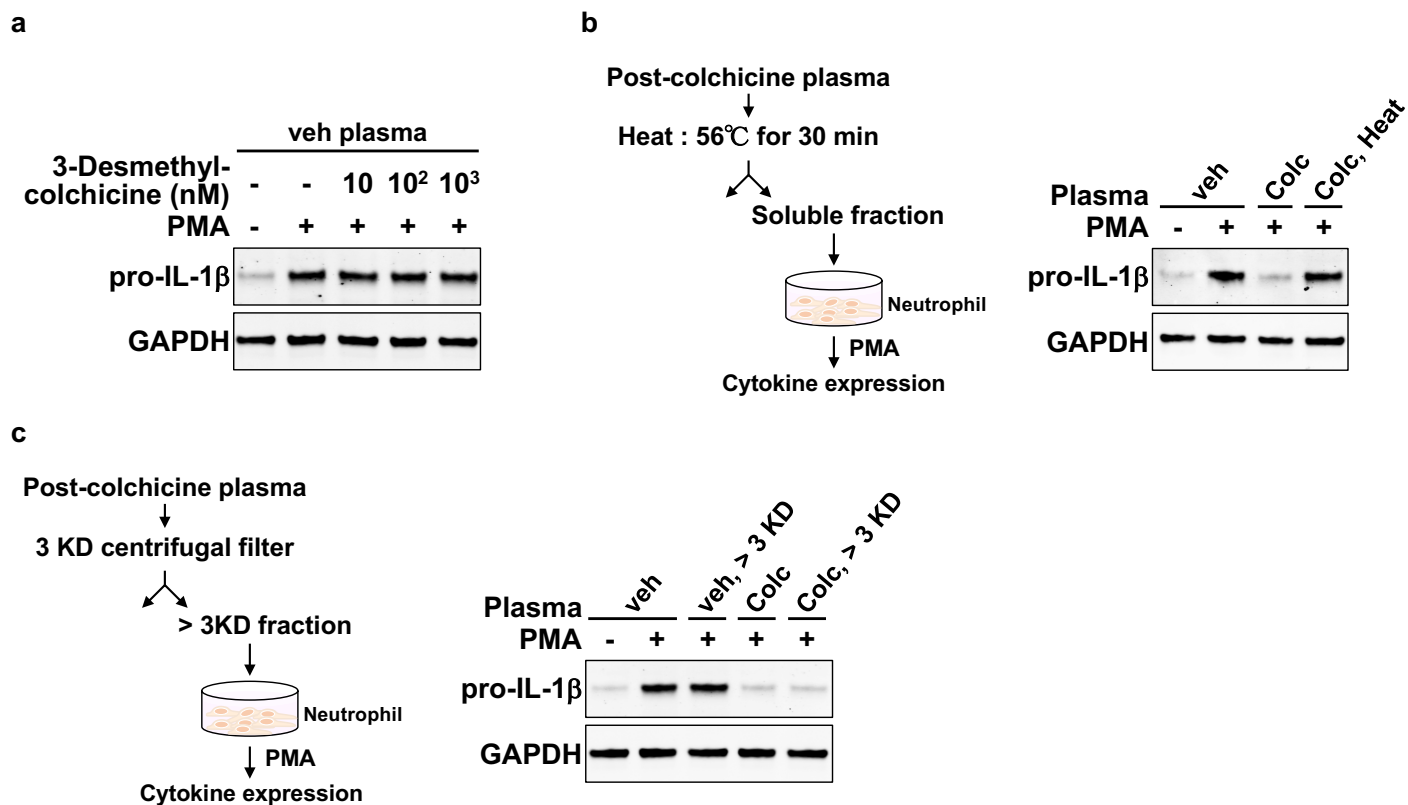 a
veh plasma
3-Desmethyl-
colchicine (nM)
- - 10 10² 10³
PMA - + + + +
pro-IL-1β
GAPDH
b
Post-colchicine plasma
Heat : 56℃ for 30 min
Soluble fraction
Neutrophil
PMA
Cytokine expression
Plasma veh Colc Colc, Heat
PMA - + + +
pro-IL-1β
GAPDH
c
Post-colchicine plasma
3 KD centrifugal filter
> 3KD fraction
Neutrophil
PMA
Cytokine expression
Plasma veh veh, > 3 KD Colc Colc, > 3 KD
PMA - + + + +
pro-IL-1β
GAPDH